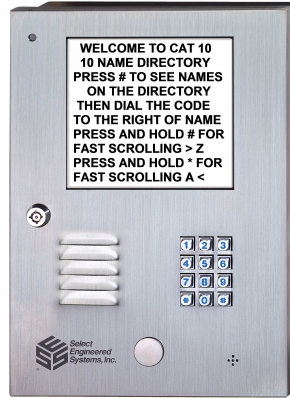 WELCOME TO CAT 10
10 NAME DIRECTORY
PRESS # TO SEE NAMES
ON THE DIRECTORY
THEN DIAL THE CODE
TO THE RIGHT OF NAME
PRESS AND HOLD # FOR
FAST SCROLLING > Z
PRESS AND HOLD * FOR
FAST SCROLLING A <
1 2 3
4 5 6
7 8 9
* 0 #
SES
Select
Engineered
Systems, Inc.